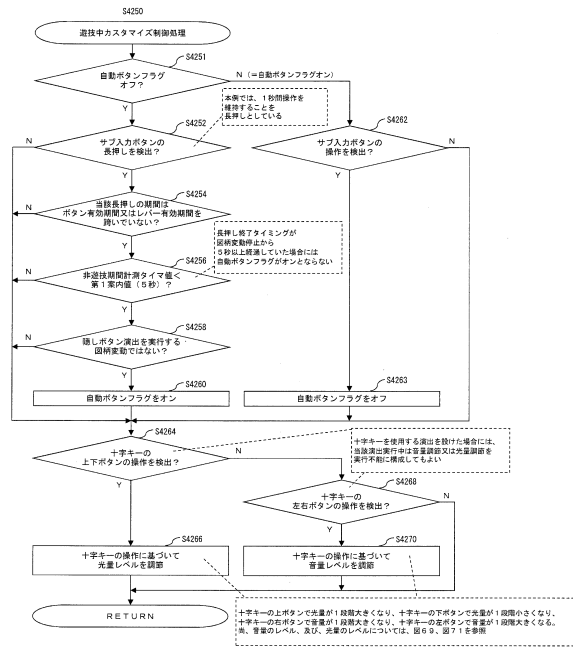 S4250
遊技中カスタマイズ制御処理
S4251
自動ボタンフラグ
オフ？
N（＝自動ボタンフラグオン）
Y
本例では、１秒間操作を
維持することを
長押しとしている
S4252
サブ入力ボタンの
長押しを検出？
N
Y
S4262
サブ入力ボタンの
操作を検出？
N
Y
S4254
当該長押しの期間は
ボタン有効期間又はレバー有効期間を
跨いでいない？
N
Y
長押し終了タイミングが
図柄変動停止から
５秒以上経過していた場合には
自動ボタンフラグがオンとならない
S4256
非遊技期間計測タイマ値＜
第１案内値（５秒）？
N
Y
S4258
隠しボタン演出を実行する
図柄変動ではない？
N
Y
S4260
自動ボタンフラグをオン
S4263
自動ボタンフラグをオフ
S4264
十字キーの
上下ボタンの操作を検出？
N
Y
十字キーを使用する演出を設けた場合には、
当該演出実行中は音量調節又は光量調節を
実行不能に構成してもよい
S4268
十字キーの
左右ボタンの操作を検出？
N
Y
S4266
十字キーの操作に基づいて
光量レベルを調節
S4270
十字キーの操作に基づいて
音量レベルを調節
RETURN
十字キーの上ボタンで光量が１段階大きくなり、十字キーの下ボタンで光量が１段階小さくなり、
十字キーの右ボタンで音量が１段階大きくなり、十字キーの左ボタンで音量が１段階大きくなる。
尚、音量のレベル、及び、光量のレベルについては、図６９、図７１を参照